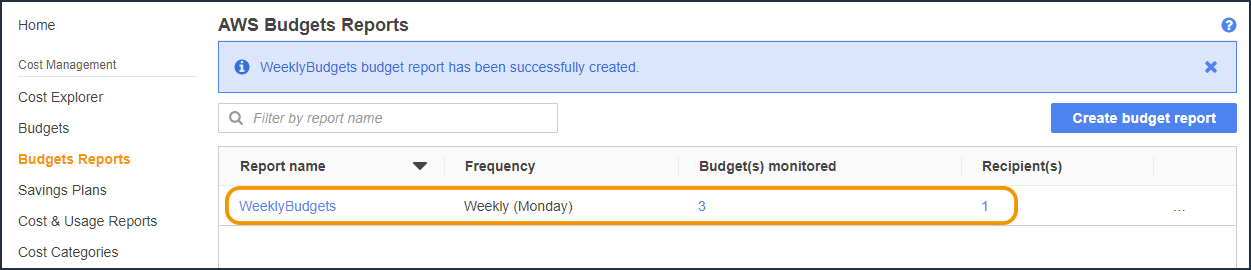 Home
Cost Management
Cost Explorer
Budgets
Budgets Reports
Savings Plans
Cost & Usage Reports
Cost Categories
AWS Budgets Reports
?
WeeklyBudgets budget report has been successfully created.
Filter by report name
Create budget report
Report name Frequency Budget(s) monitored Recipient(s)
WeeklyBudgets Weekly (Monday) 3 1 ...